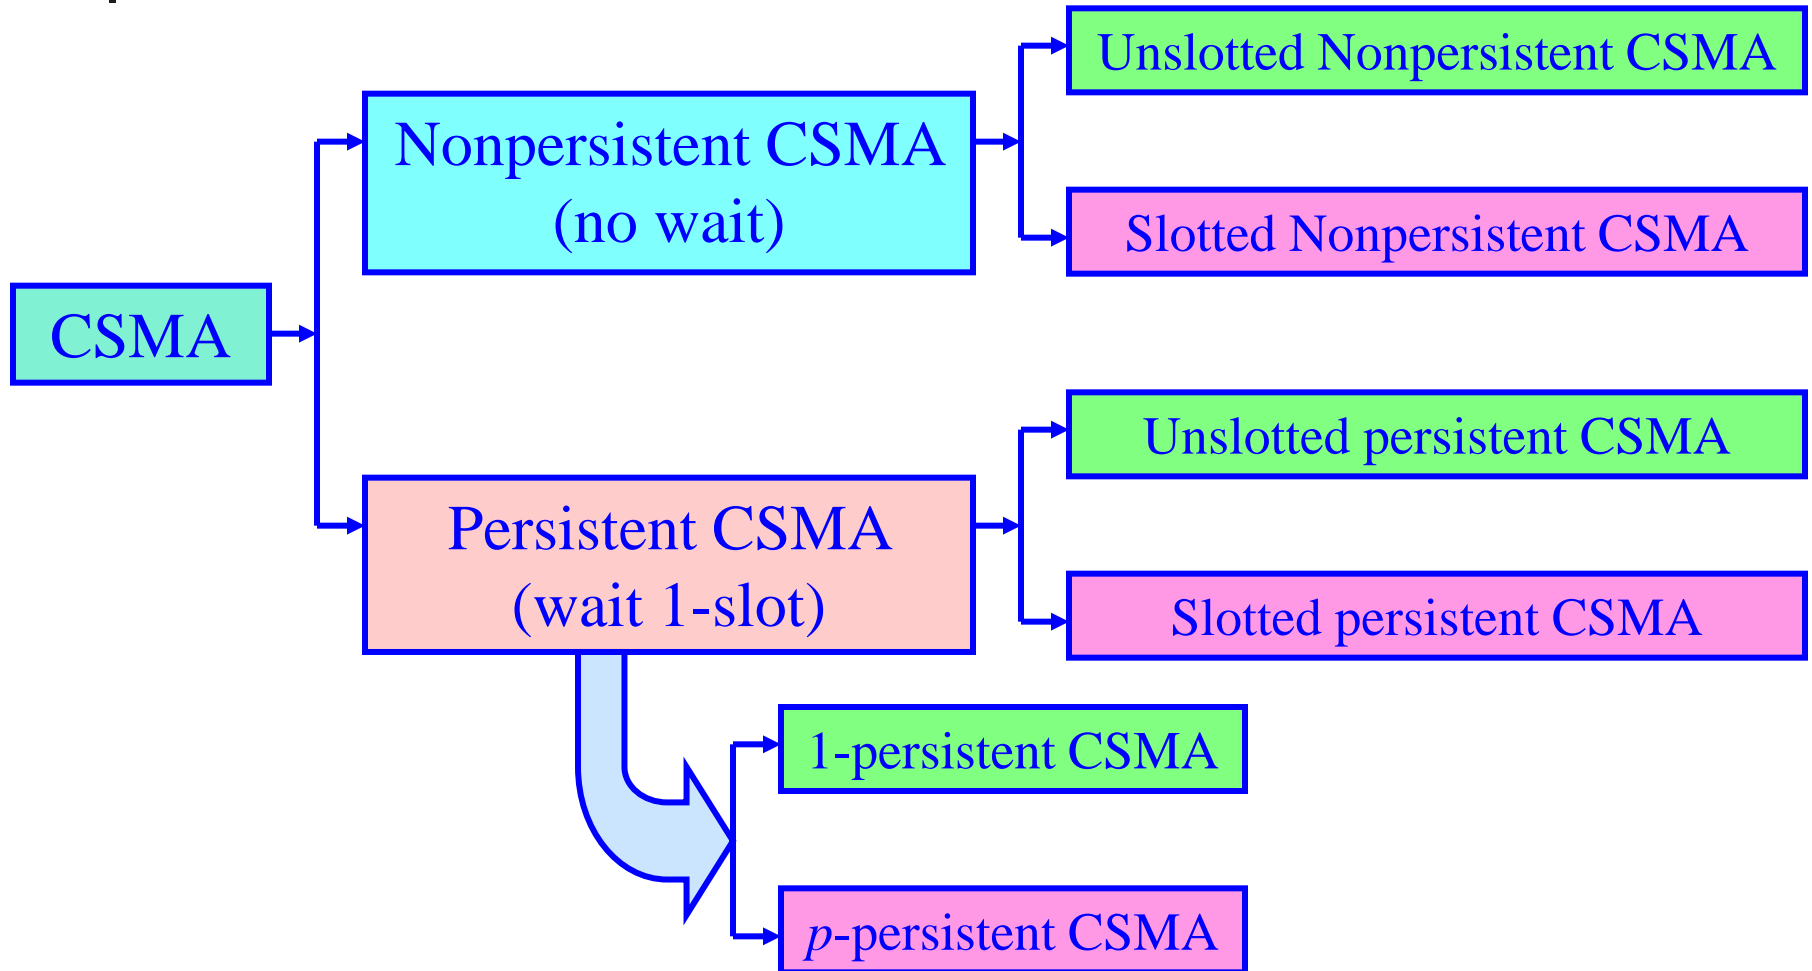 Unslotted Nonpersistent CSMA
Nonpersistent CSMA
(no wait)
Slotted Nonpersistent CSMA
CSMA
Unslotted persistent CSMA
Persistent CSMA
(wait 1-slot)
Slotted persistent CSMA
1-persistent CSMA
p-persistent CSMA